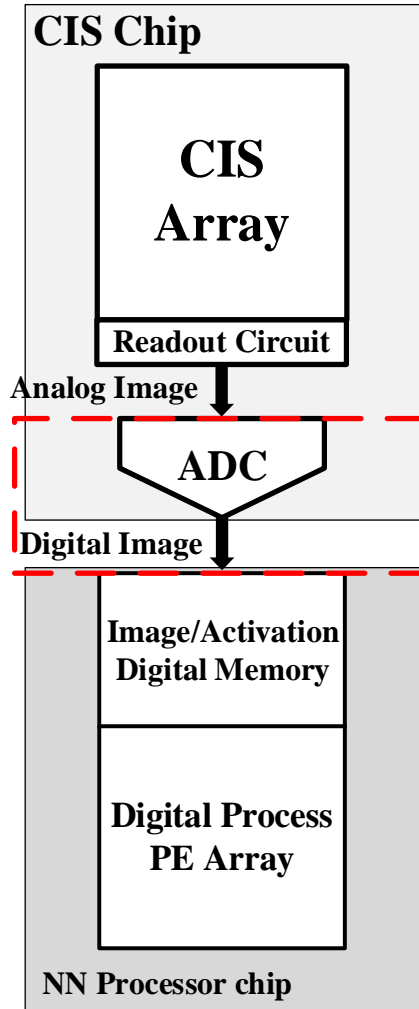 CIS Chip
CIS
Array
Readout Circuit
Analog Image
ADC
Digital Image
Image/Activation
Digital Memory
Digital Process
PE Array
NN Processor chip